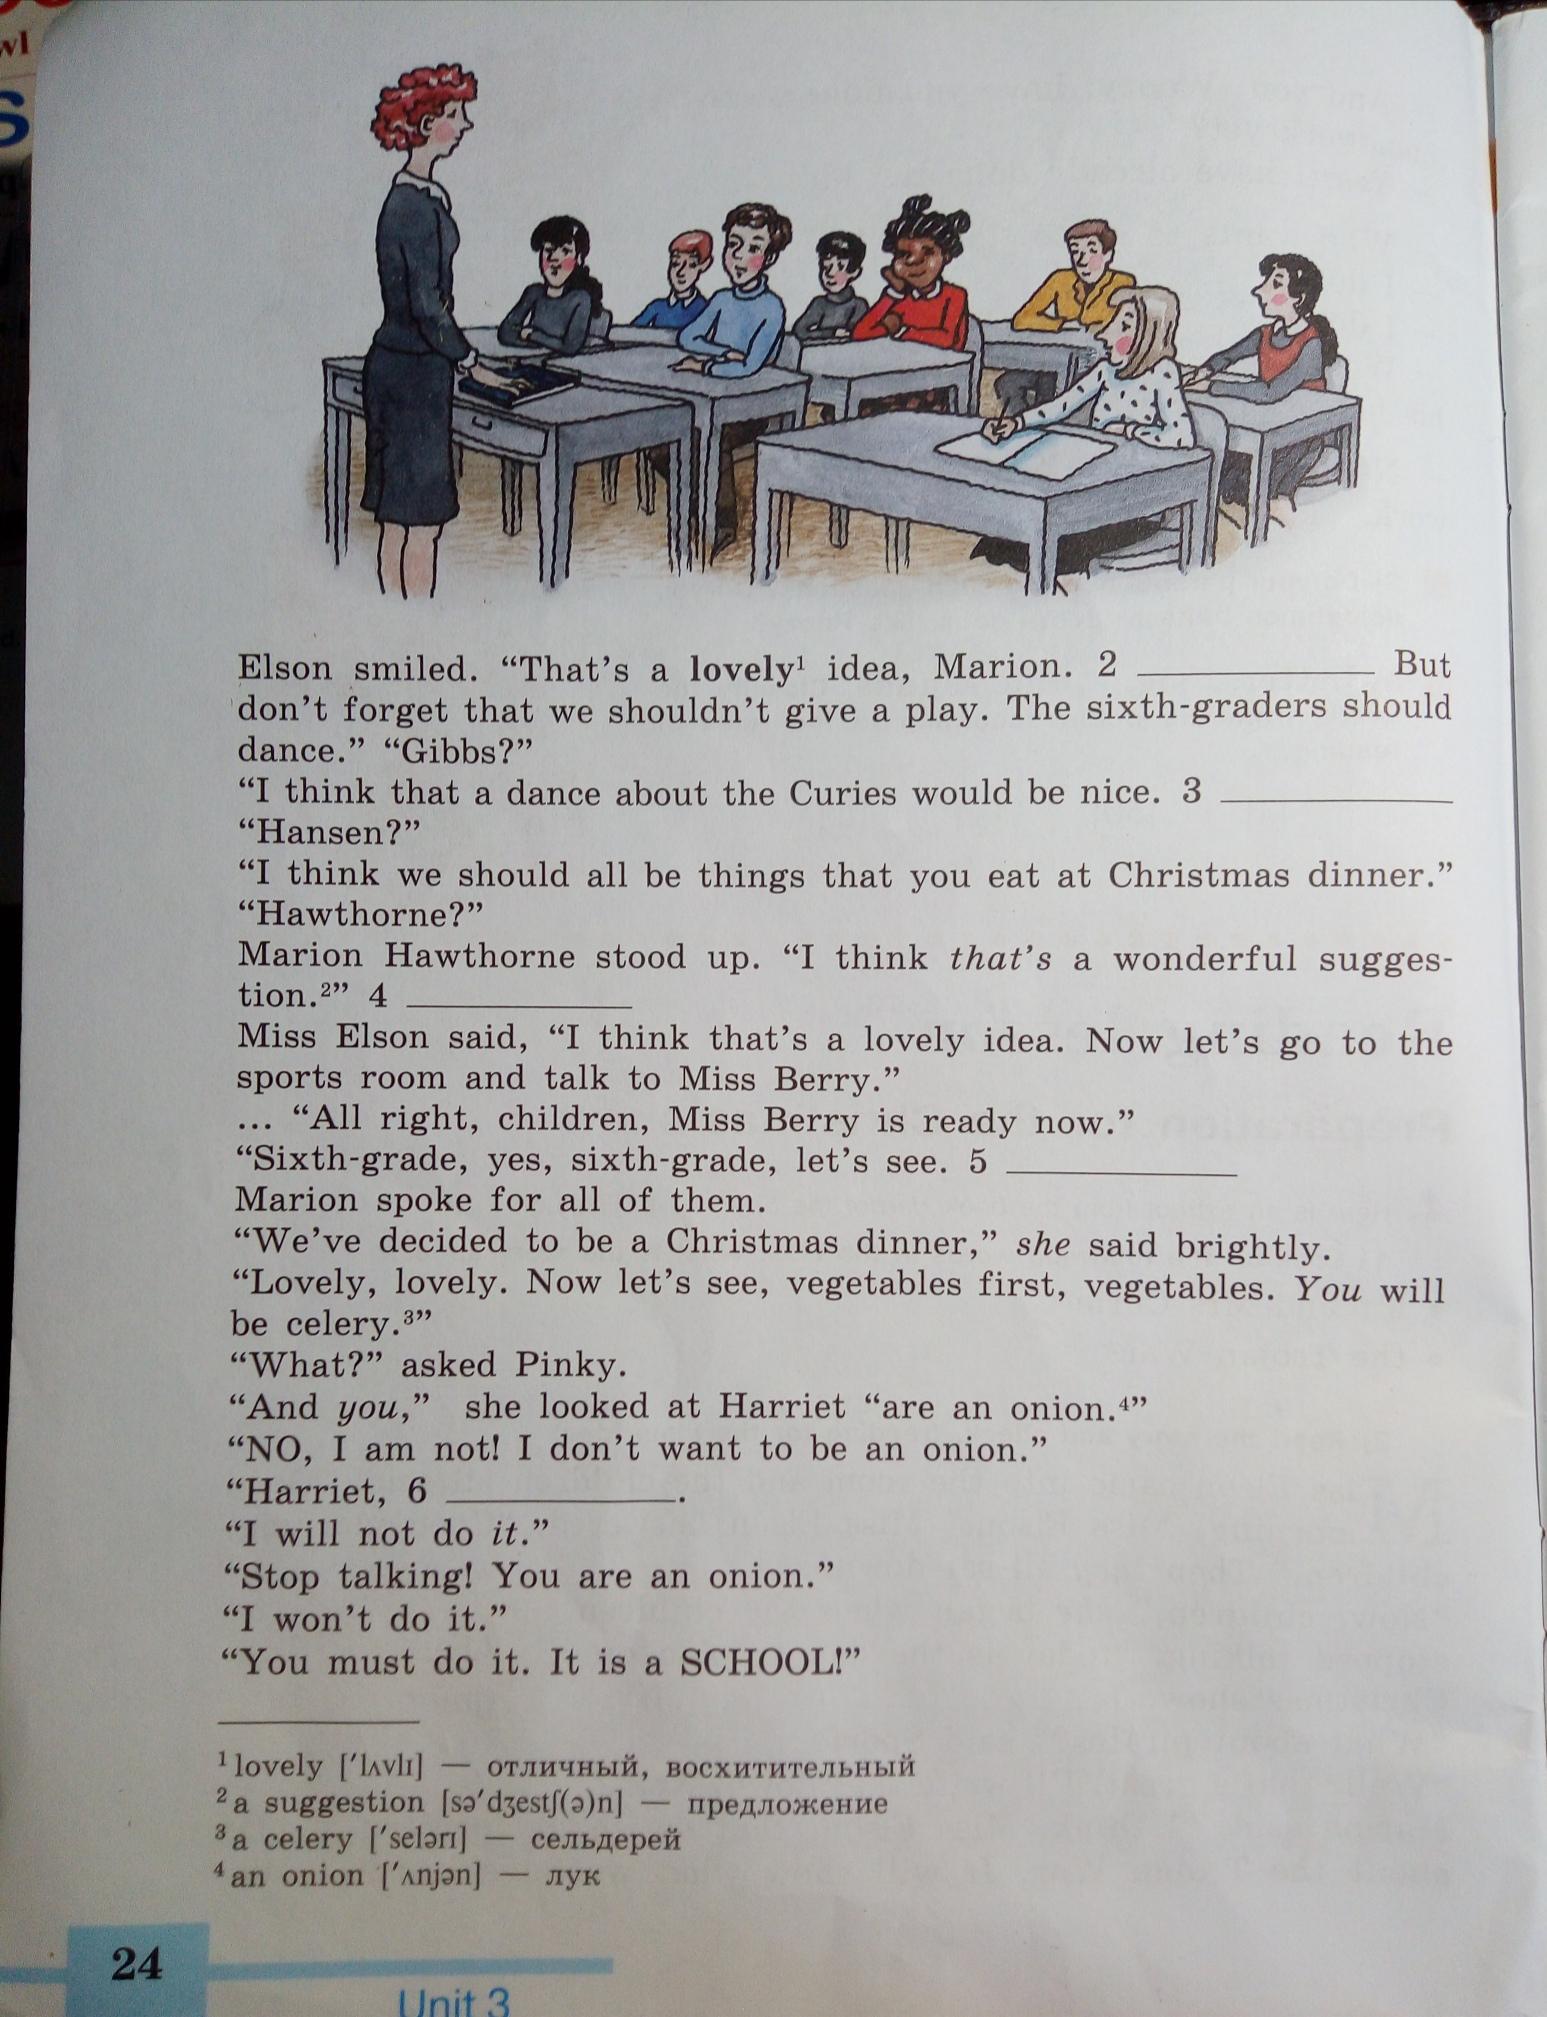 wl
S
Elson smiled. “That’s a lovely¹ idea, Marion. 2 ____________ But
don’t forget that we shouldn’t give a play. The sixth-graders should
dance.” “Gibbs?”
“I think that a dance about the Curies would be nice. 3 ____________
“Hansen?”
“I think we should all be things that you eat at Christmas dinner.”
“Hawthorne?”
Marion Hawthorne stood up. “I think that’s a wonderful sugges-
tion.²” 4 ____________
Miss Elson said, “I think that’s a lovely idea. Now let’s go to the
sports room and talk to Miss Berry.”
... “All right, children, Miss Berry is ready now.”
“Sixth-grade, yes, sixth-grade, let’s see. 5 ____________
Marion spoke for all of them.
“We’ve decided to be a Christmas dinner,” she said brightly.
“Lovely, lovely. Now let’s see, vegetables first, vegetables. You will
be celery.³”
“What?” asked Pinky.
“And you,” she looked at Harriet “are an onion.⁴”
“NO, I am not! I don’t want to be an onion.”
“Harriet, 6 ____________.
“I will not do it.”
“Stop talking! You are an onion.”
“I won’t do it.”
“You must do it. It is a SCHOOL!”
¹ lovely [ˈlʌvlɪ] — отличный, восхитительный
² a suggestion [səˈdʒestʃ(ə)n] — предложение
³ a celery [ˈselərɪ] — сельдерей
⁴ an onion [ˈʌnjən] — лук
24
Unit 3